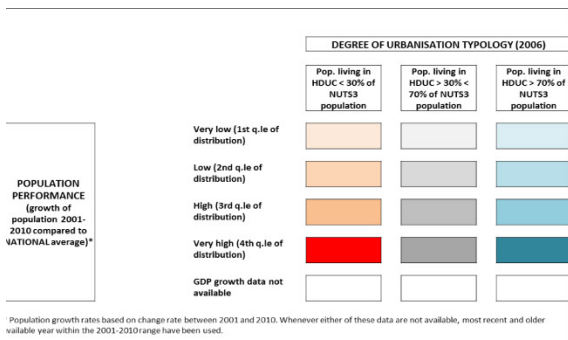 DEGREE OF URBANISATION TYPOLOGY (2006)
Pop. living in
HDUC < 30% of
NUTS3
population
Pop. living in
HDUC > 30% <
70% of NUTS3
population
Pop. living in
HDUC > 70% of
NUTS3
population
POPULATION
PERFORMANCE
(growth of
population 2001-
2010 compared to
NATIONAL average)*
Very low (1st q.le of
distribution)
Low (2nd q.le of
distribution)
High (3rd q.le of
distribution)
Very high (4th q.le of
distribution)
GDP growth data not
available
* Population growth rates based on change rate between 2001 and 2010. Whenever either of these data are not available, most recent and older
vailable year within the 2001-2010 range have been used.